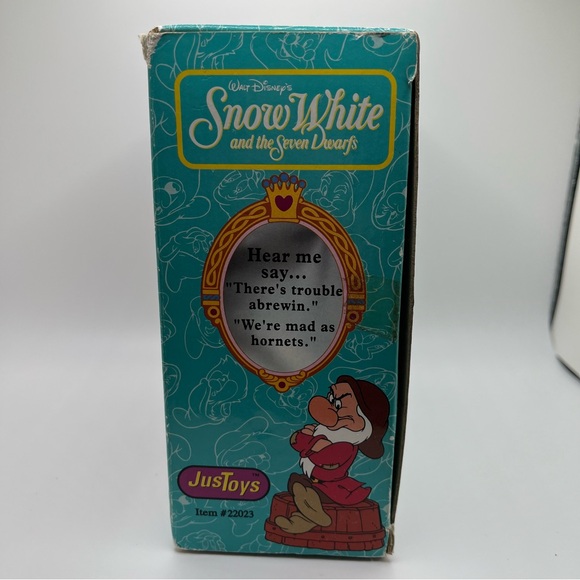 Walt Disney's
Snow White
and the Seven Dwarfs
Hear me
say...
"There's trouble
abrewin."
"We're mad as
hornets."
JusToys™
Item #22023